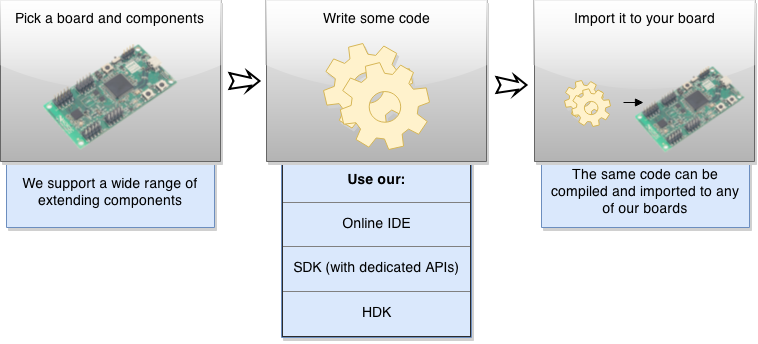 Pick a board and components
Write some code
Import it to your board
We support a wide range of
extending components
Use our:
Online IDE
SDK (with dedicated APIs)
HDK
The same code can be
compiled and imported to any
of our boards